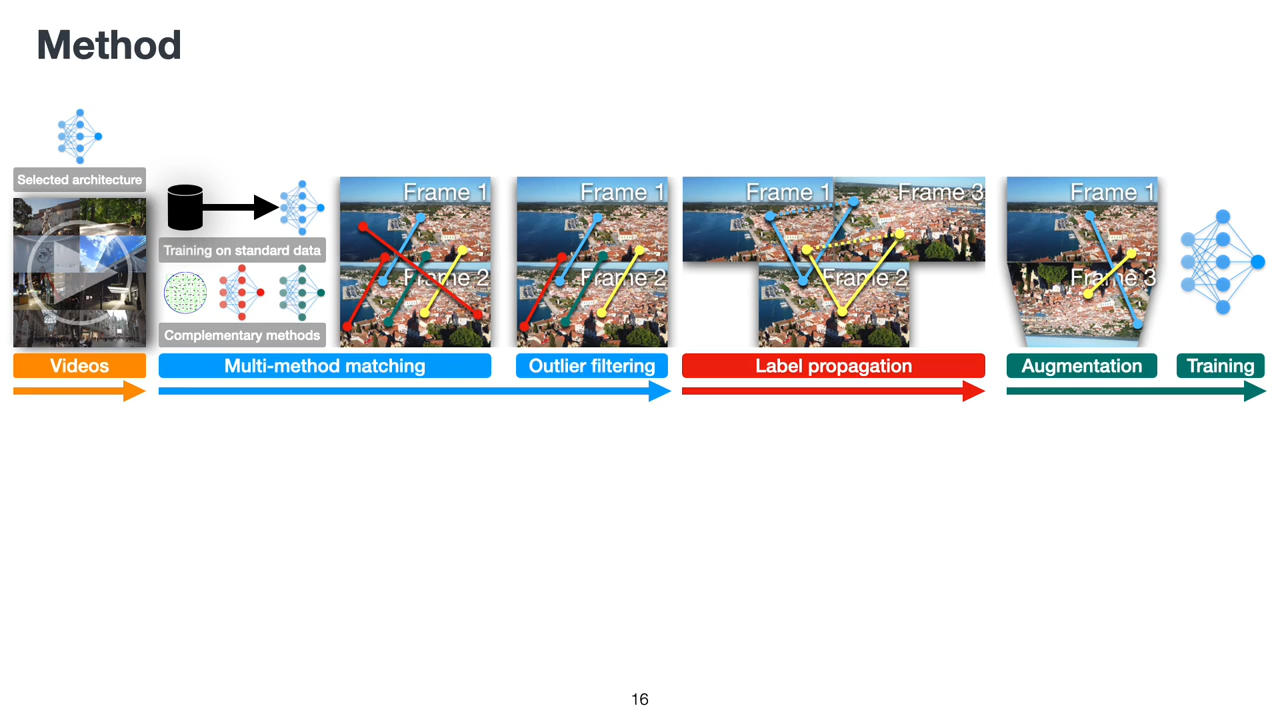 Method
Selected architecture
Training on standard data
Complementary methods
Frame 1
Frame 2
Frame 1
Frame 2
Frame 1
Frame 3
Frame 2
Frame 1
Frame 3
Videos
Multi-method matching
Outlier filtering
Label propagation
Augmentation
Training
16